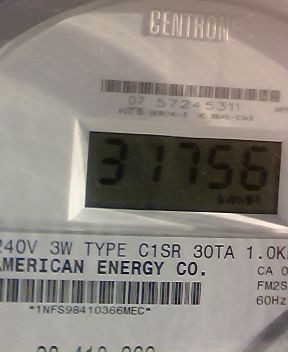 CENTRON®
07 57245311
31756
kWh
240V 3W TYPE C1SR 30TA 1.0K
AMERICAN ENERGY CO.
CA 0
FM2S
60Hz
*1NFS98410366MEC*